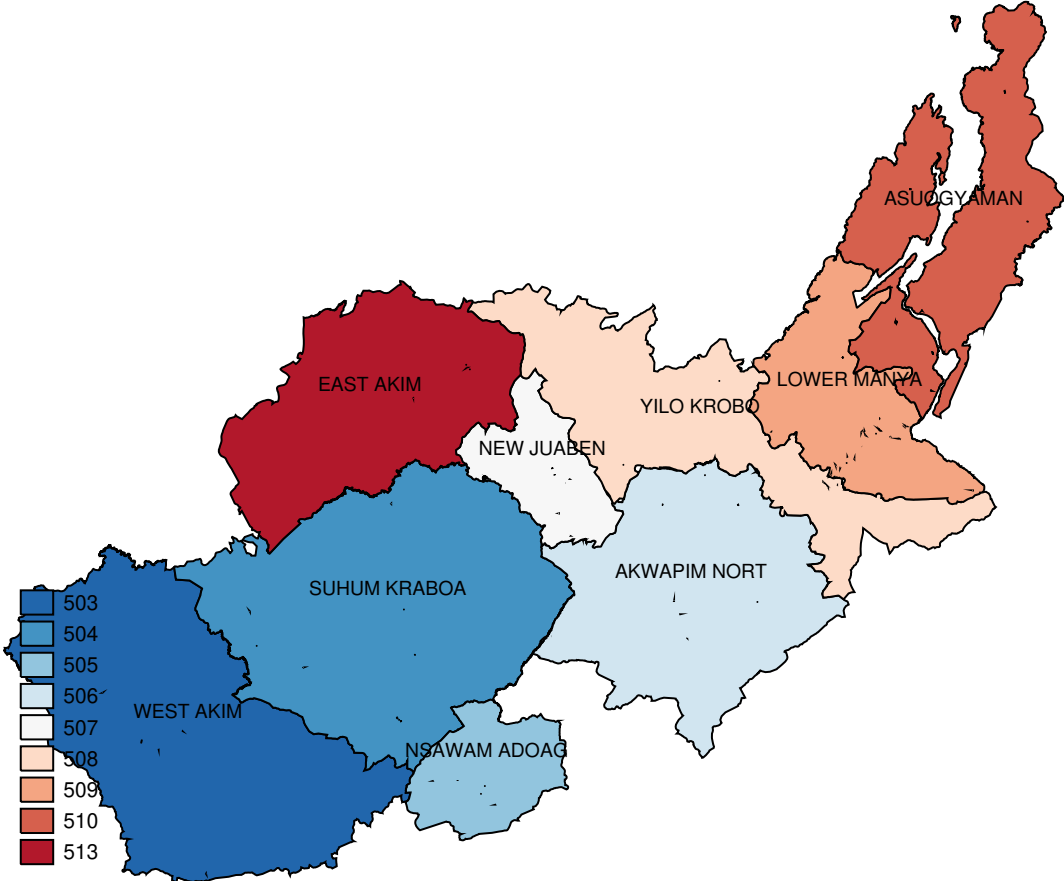 ASUOGYAMAN
EAST AKIM
LOWER MANYA
YILO KROBO
NEW JUABEN
AKWAPIM NORT
SUHUM KRABOA
WEST AKIM
NSAWAM ADOAG
503
504
505
506
507
508
509
510
513